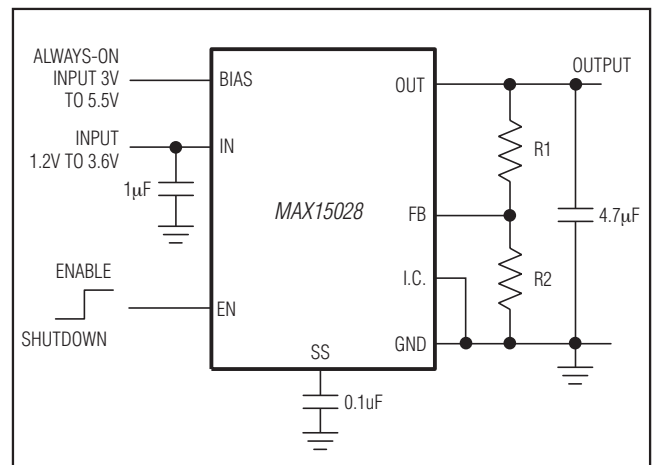 ALWAYS-ON
INPUT 3V
TO 5.5V
BIAS
OUT
OUTPUT
INPUT
1.2V TO 3.6V
IN
R1
1μF
MAX15028
FB
4.7μF
ENABLE
I.C.
R2
EN
SHUTDOWN
GND
SS
0.1uF